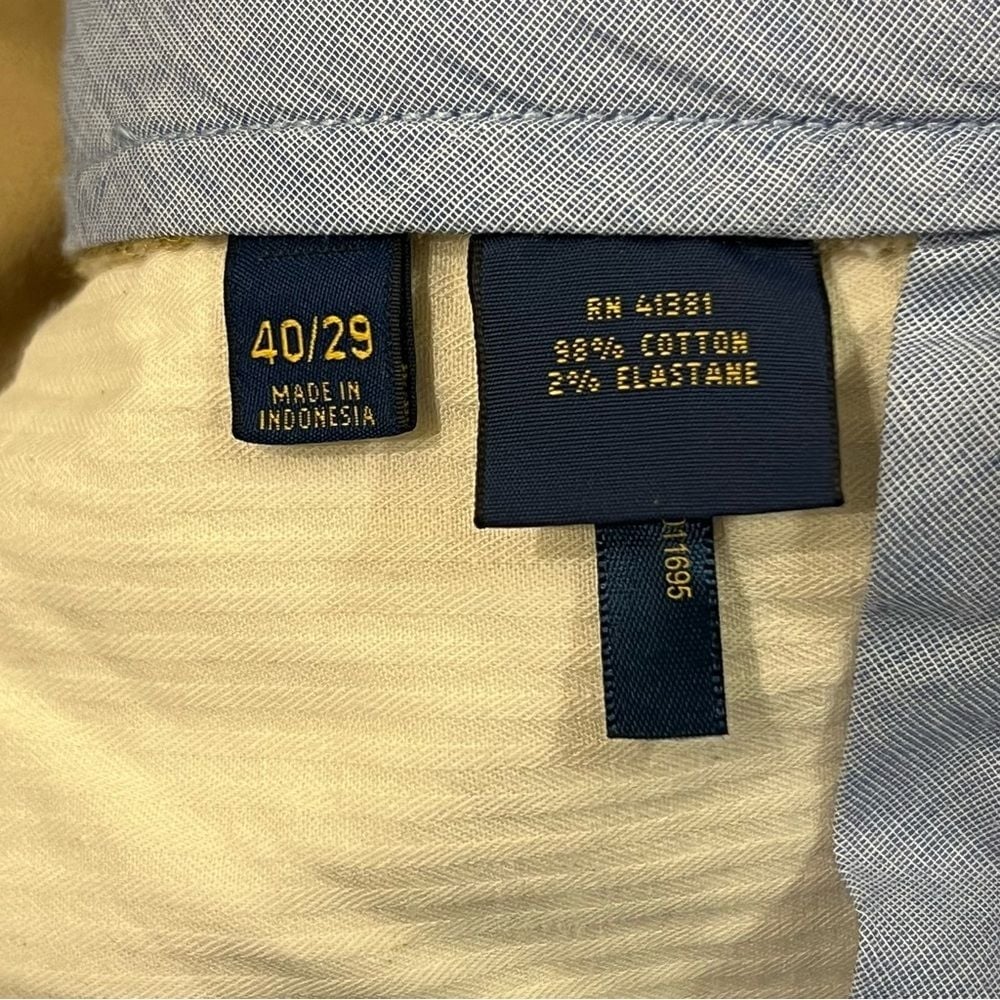 40/29
MADE IN
INDONESIA
RN 41381
98% COTTON
2% ELASTANE
11695